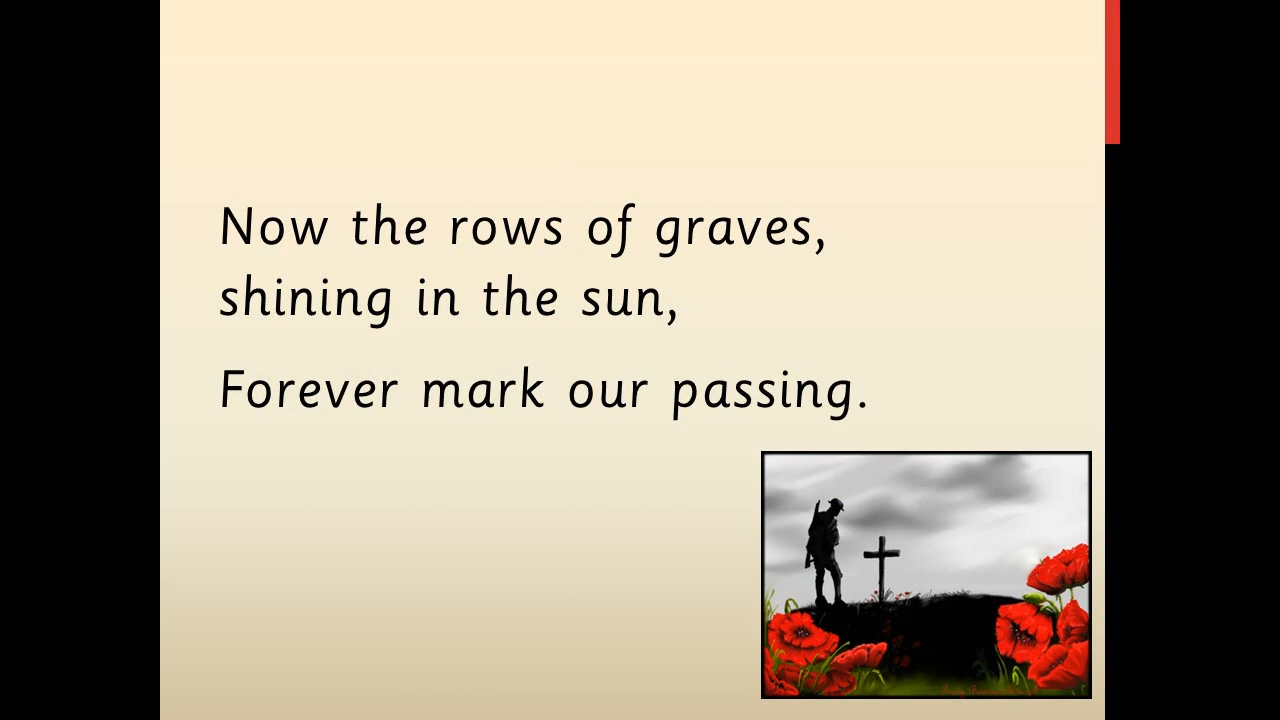 Now the rows of graves,
shining in the sun,
Forever mark our passing.